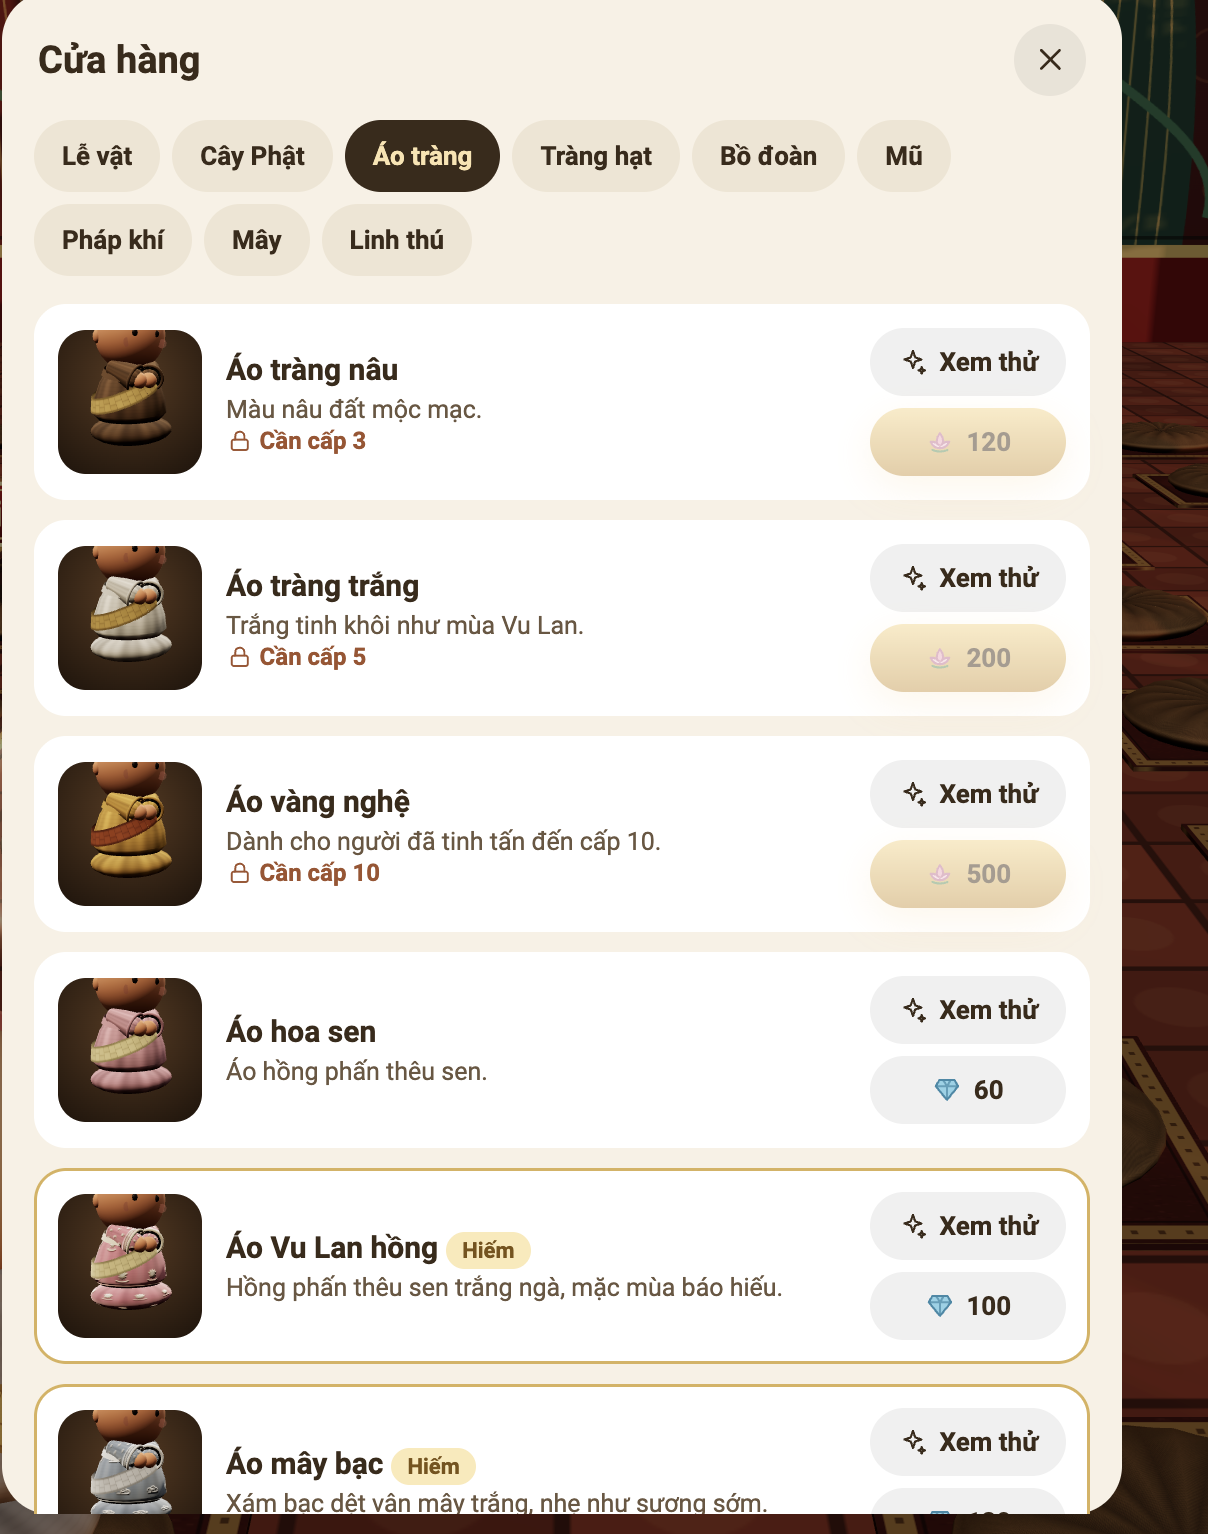 Cửa hàng
Lễ vật
Cây Phật
Áo tràng
Tràng hạt
Bồ đoàn
Mũ
Pháp khí
Mây
Linh thú
Áo tràng nâu
Màu nâu đất mộc mạc.
Cần cấp 3
Xem thử
120
Áo tràng trắng
Trắng tinh khôi như mùa Vu Lan.
Cần cấp 5
Xem thử
200
Áo vàng nghệ
Dành cho người đã tinh tấn đến cấp 10.
Cần cấp 10
Xem thử
500
Áo hoa sen
Áo hồng phấn thêu sen.
Xem thử
60
Áo Vu Lan hồng Hiếm
Hồng phấn thêu sen trắng ngà, mặc mùa báo hiếu.
Xem thử
100
Áo mây bạc Hiếm
Xám bạc dệt vân mây trắng, nhẹ như sương sớm.
Xem thử